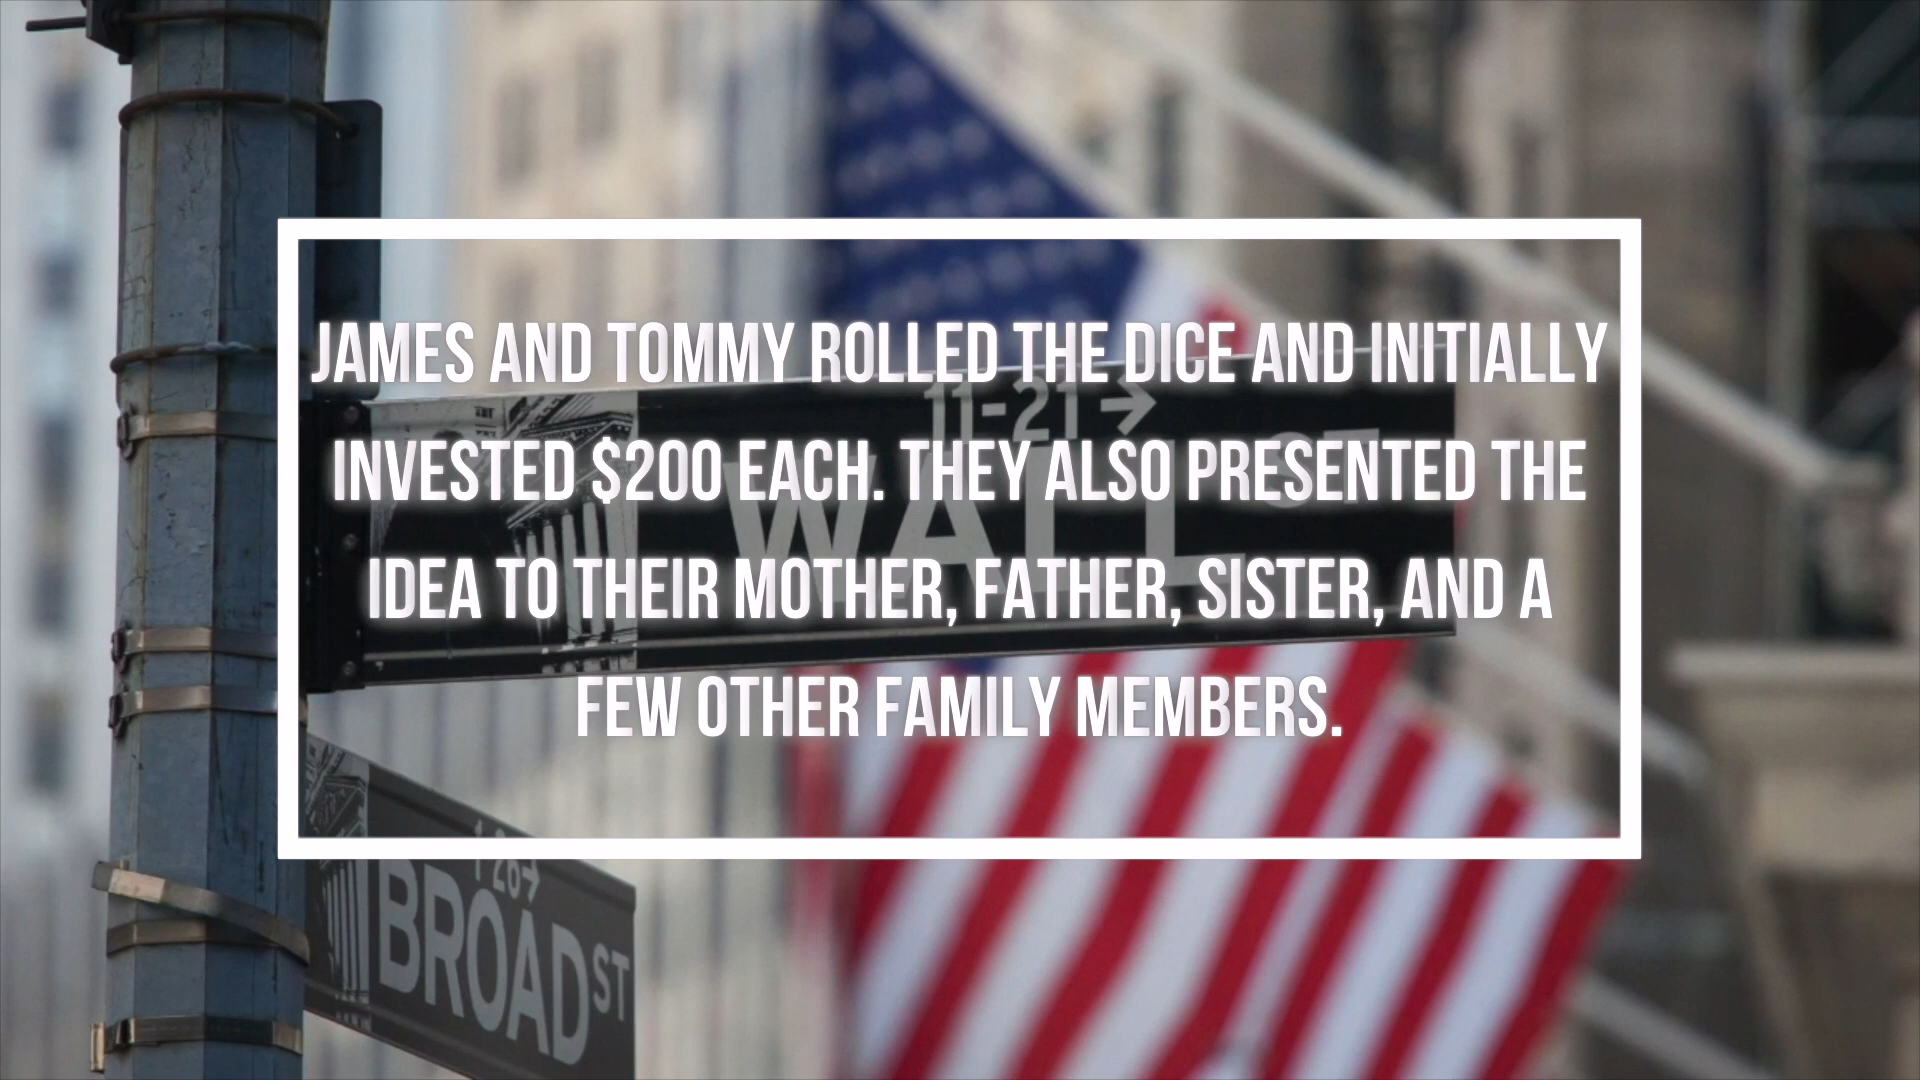 JAMES AND TOMMY ROLLED THE DICE AND INITIALLY
INVESTED $200 EACH. THEY ALSO PRESENTED THE
IDEA TO THEIR MOTHER, FATHER, SISTER, AND A
FEW OTHER FAMILY MEMBERS.
11-21→
WALL ST
BROAD ST